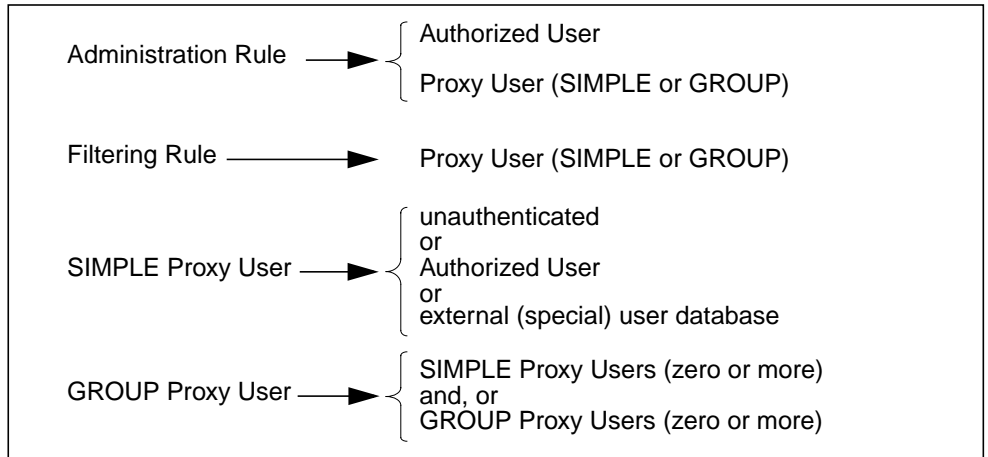 Administration Rule
Authorized User
Proxy User (SIMPLE or GROUP)
Filtering Rule
Proxy User (SIMPLE or GROUP)
SIMPLE Proxy User
unauthenticated
or
Authorized User
or
external (special) user database
GROUP Proxy User
SIMPLE Proxy Users (zero or more)
and, or
GROUP Proxy Users (zero or more)